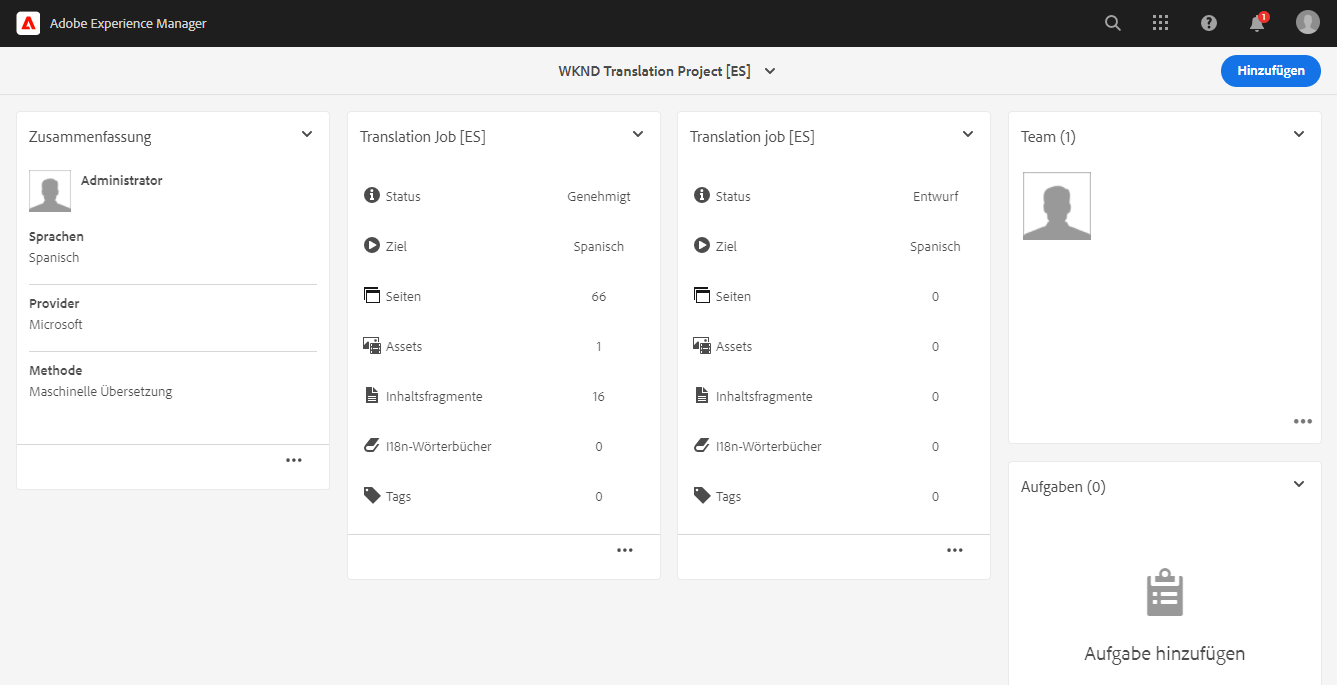 Adobe Experience Manager
1
WKND Translation Project [ES]
Hinzufügen
Zusammenfassung
Administrator
Sprachen
Spanisch
Provider
Microsoft
Methode
Maschinelle Übersetzung
Translation Job [ES]
Status Genehmigt
Ziel Spanisch
Seiten 66
Assets 1
Inhaltsfragmente 16
I18n-Wörterbücher 0
Tags 0
Translation job [ES]
Status Entwurf
Ziel Spanisch
Seiten 0
Assets 0
Inhaltsfragmente 0
I18n-Wörterbücher 0
Tags 0
Team (1)
Aufgaben (0)
Aufgabe hinzufügen